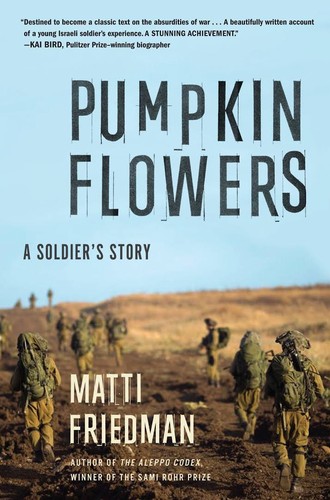 "Destined to become a classic text on the absurdities of war . . . A beautifully written account
of a young Israeli soldier's experience. A STUNNING ACHIEVEMENT."
—KAI BIRD, Pulitzer Prize–winning biographer
PUMPKIN
FLOWERS
A SOLDIER'S STORY
MATTI
FRIEDMAN
AUTHOR OF THE ALEPPO CODEX,
WINNER OF THE SAMI ROHR PRIZE